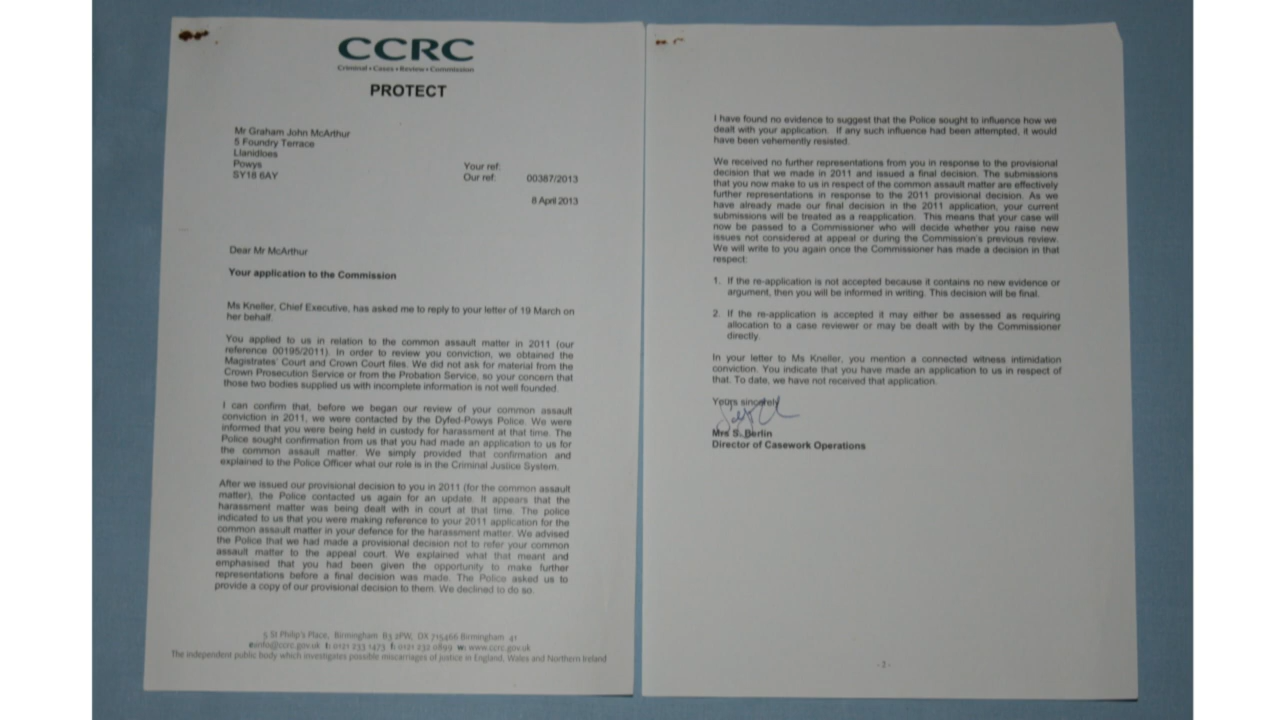 CCRC
Criminal • Cases • Review • Commission
PROTECT
Mr Graham John McArthur
5 Foundry Terrace
Llanidloes
Powys
SY18 6AY
Your ref:
Our ref: 00387/2013
8 April 2013
Dear Mr McArthur
Your application to the Commission
Ms Kneller, Chief Executive, has asked me to reply to your letter of 19 March on
her behalf.
You applied to us in relation to the common assault matter in 2011 (our
reference 00195/2011). In order to review you conviction, we obtained the
Magistrates' Court and Crown Court files. We did not ask for material from the
Crown Prosecution Service or from the Probation Service, so your concern that
those two bodies supplied us with incomplete information is not well founded.
I can confirm that, before we began our review of your common assault
conviction in 2011, we were contacted by the Dyfed-Powys Police. We were
informed that you were being held in custody for harassment at that time. The
Police sought confirmation from us that you had made an application to us for
the common assault matter. We simply provided that confirmation and
explained to the Police Officer what our role is in the Criminal Justice System.
After we issued our provisional decision to you in 2011 (for the common assault
matter), the Police contacted us again for an update. It appears that the
harassment matter was being dealt with in court at that time. The police
indicated to us that you were making reference to your 2011 application for the
common assault matter in your defence for the harassment matter. We advised
the Police that we had made a provisional decision not to refer your common
assault matter to the appeal court. We explained what that meant and
emphasised that you had been given the opportunity to make further
representations before a final decision was made. The Police asked us to
provide a copy of our provisional decision to them. We declined to do so.
5 St Philip's Place, Birmingham B3 2PW, DX 715466 Birmingham 41
e: info@ccrc.gov.uk t: 0121 233 1473 f: 0121 232 0899 w: www.ccrc.gov.uk
The independent public body which investigates possible miscarriages of justice in England, Wales and Northern Ireland
I have found no evidence to suggest that the Police sought to influence how we
dealt with your application. If any such influence had been attempted, it would
have been vehemently resisted.
We received no further representations from you in response to the provisional
decision that we made in 2011 and issued a final decision. The submissions
that you now make to us in respect of the common assault matter are effectively
further representations in response to the 2011 provisional decision. As we
have already made our final decision in the 2011 application, your current
submissions will be treated as a reapplication. This means that your case will
now be passed to a Commissioner who will decide whether you raise new
issues not considered at appeal or during the Commission's previous review.
We will write to you again once the Commissioner has made a decision in that
respect:
1. If the re-application is not accepted because it contains no new evidence or
argument, then you will be informed in writing. This decision will be final.
2. If the re-application is accepted it may either be assessed as requiring
allocation to a case reviewer or may be dealt with by the Commissioner
directly.
In your letter to Ms Kneller, you mention a connected witness intimidation
conviction. You indicate that you have made an application to us in respect of
that. To date, we have not received that application.
Yours sincerely
Mrs S. Berlin
Director of Casework Operations